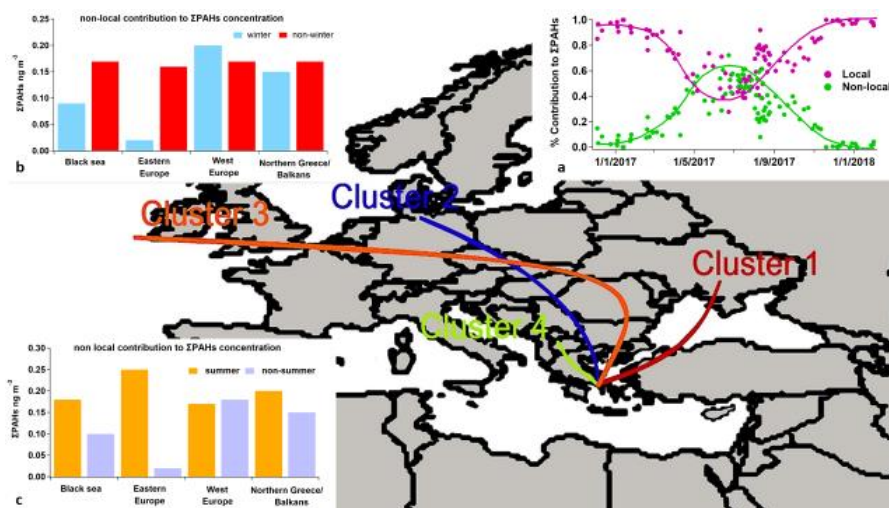 non-local contribution to ΣPAHs concentration
winter
non-winter
ΣPAHs ng m⁻³
0.20
0.15
0.10
0.05
0.00
Black sea
Eastern
Europe
West
Europe
Northern Greece/
Balkans
b
% Contribution to ΣPAHs
1.0
0.8
0.6
0.4
0.2
0.0
Local
Non-local
1/1/2017
1/5/2017
1/9/2017
1/1/2018
a
Cluster 3
Cluster 2
Cluster 1
Cluster 4
non local contribution to ΣPAHs concentration
summer
non-summer
ΣPAHs ng m⁻³
0.30
0.25
0.20
0.15
0.10
0.05
0.00
Black sea
Eastern
Europe
West
Europe
Northern Greece/
Balkans
c